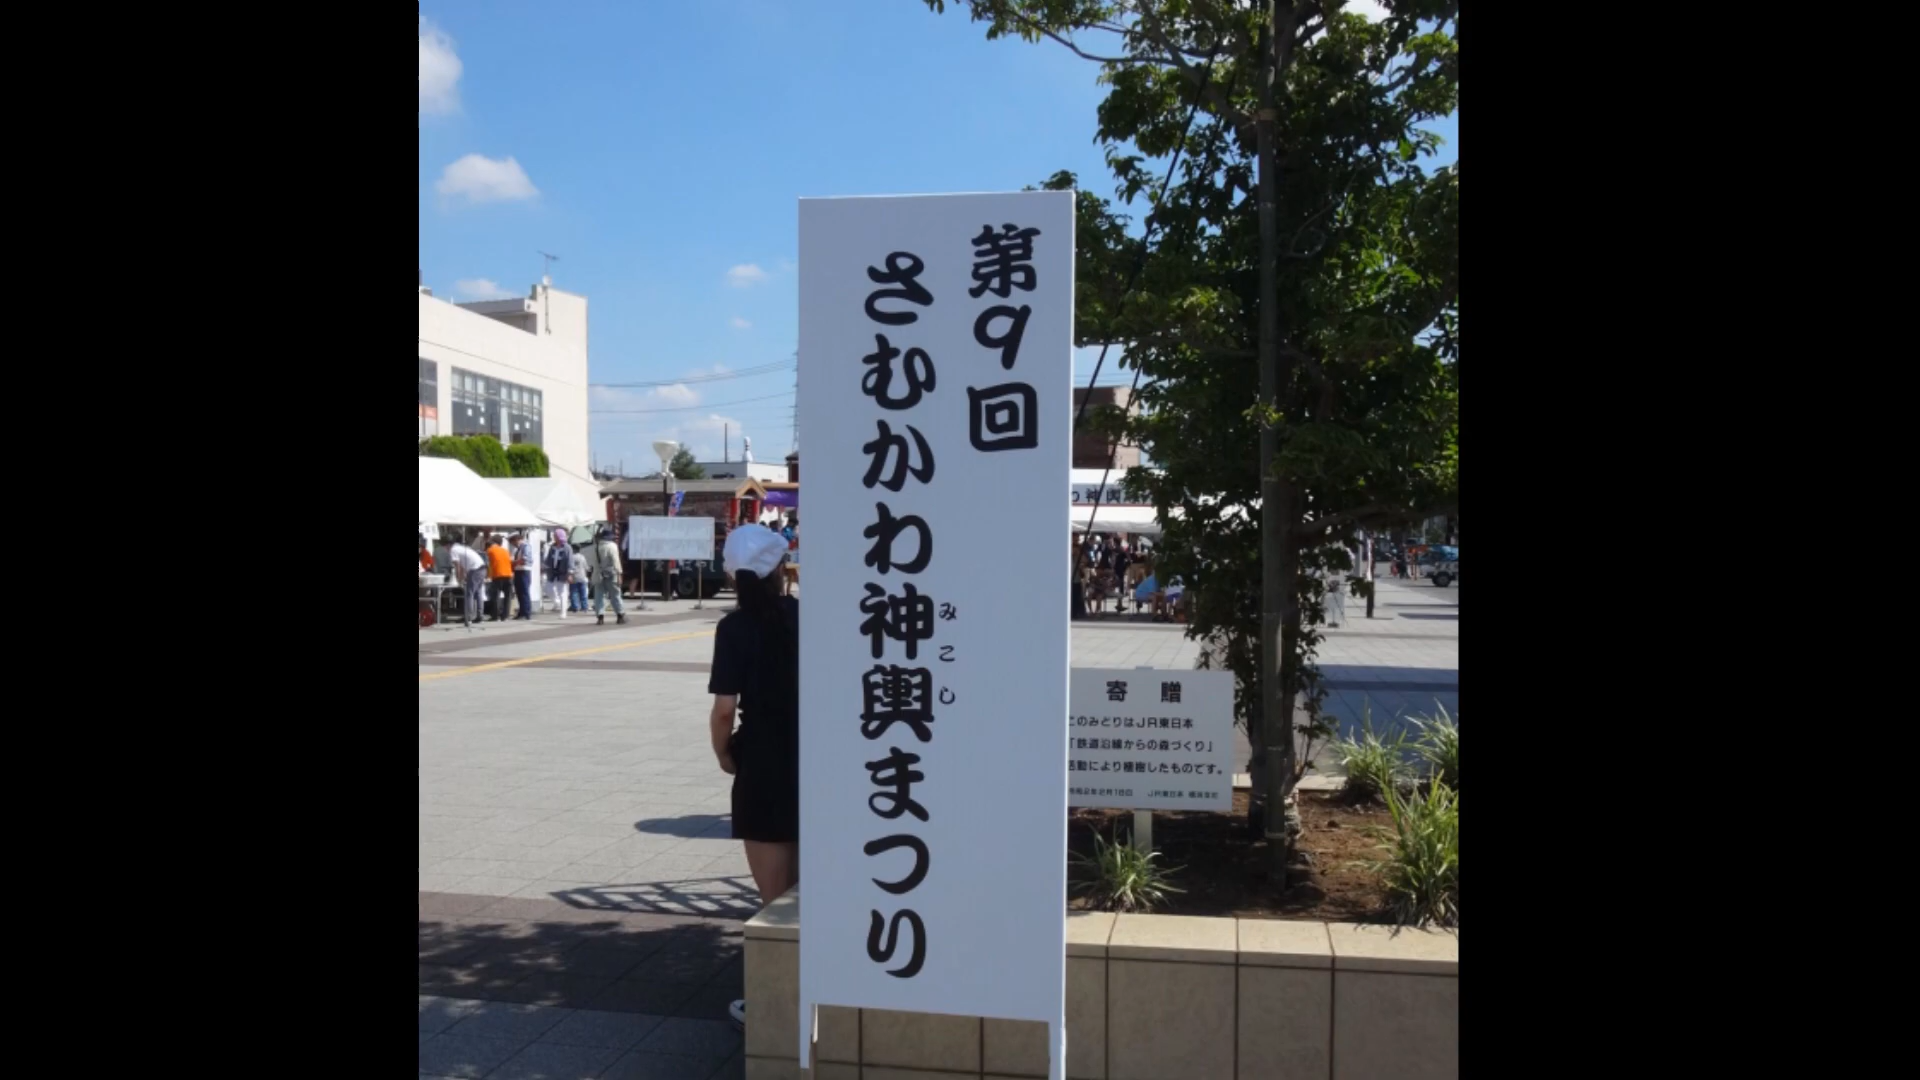 第9回
さむかわ神輿まつり
みこし
寄贈
このみどりはJR東日本
「鉄道沿線からの森づくり」
活動により植樹したものです。